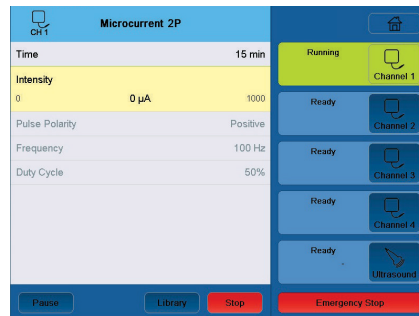 CH 1
Microcurrent 2P
Time 15 min
Intensity
0 0 µA 1000
Pulse Polarity Positive
Frequency 100 Hz
Duty Cycle 50%
Pause Library Stop
Running
Channel 1
Ready
Channel 2
Ready
Channel 3
Ready
Channel 4
Ready
Ultrasound
Emergency Stop